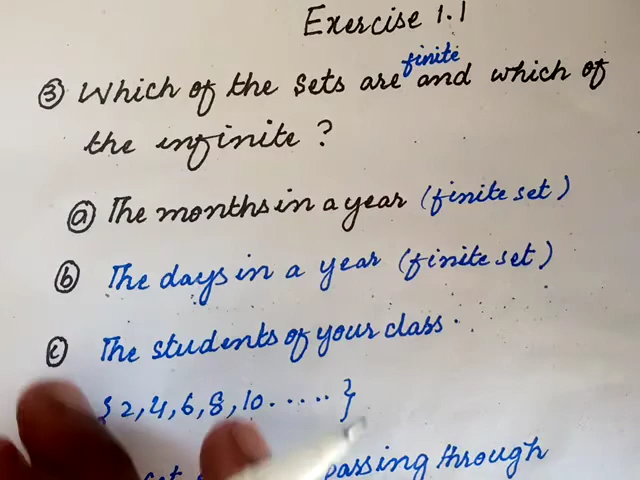 Exercise 1.1
finite
③ Which of the sets are and which of
the infinite ?
ⓐ The months in a year (finite set)
ⓑ The days in a year (finite set)
ⓒ The students of your class.
{2,4,6,8,10.....}
set passing through